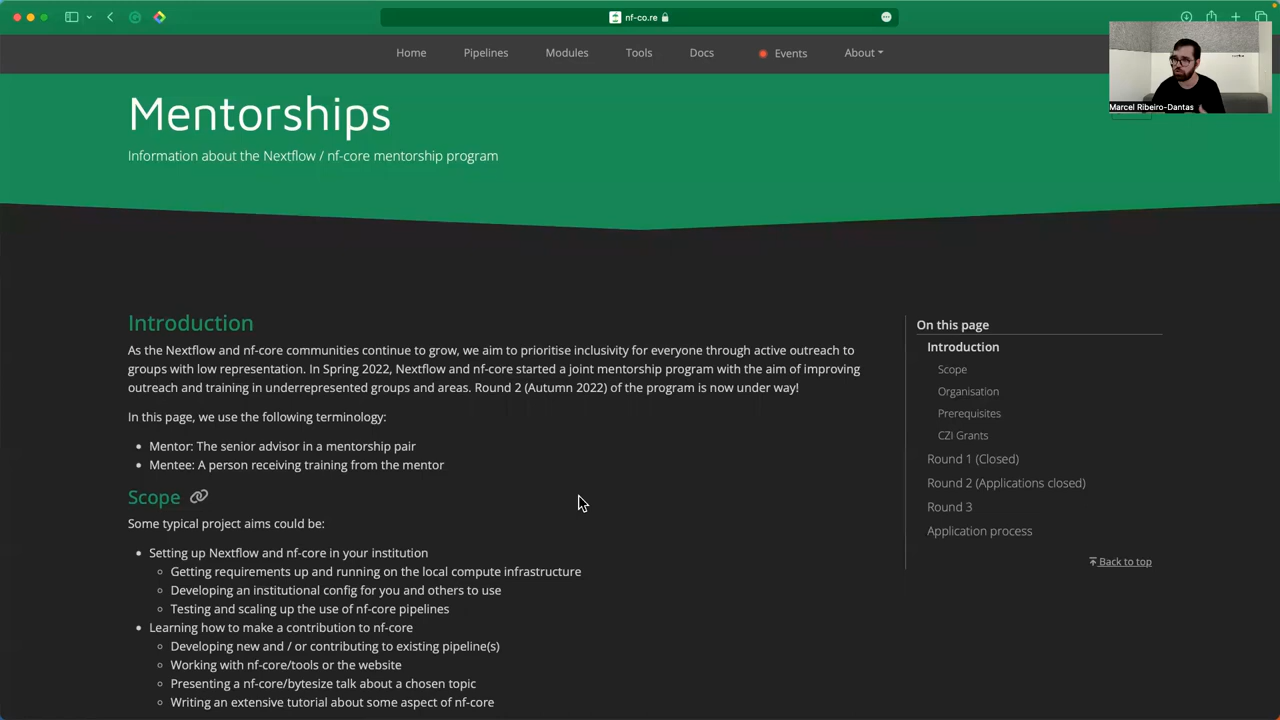 nf-co.re
Home Pipelines Modules Tools Docs Events About
Marcel Ribeiro-Dantas
Mentorships
Information about the Nextflow / nf-core mentorship program
Introduction
As the Nextflow and nf-core communities continue to grow, we aim to prioritise inclusivity for everyone through active outreach to
groups with low representation. In Spring 2022, Nextflow and nf-core started a joint mentorship program with the aim of improving
outreach and training in underrepresented groups and areas. Round 2 (Autumn 2022) of the program is now under way!
In this page, we use the following terminology:
• Mentor: The senior advisor in a mentorship pair
• Mentee: A person receiving training from the mentor
Scope
Some typical project aims could be:
• Setting up Nextflow and nf-core in your institution
◦ Getting requirements up and running on the local compute infrastructure
◦ Developing an institutional config for you and others to use
◦ Testing and scaling up the use of nf-core pipelines
• Learning how to make a contribution to nf-core
◦ Developing new and / or contributing to existing pipeline(s)
◦ Working with nf-core/tools or the website
◦ Presenting a nf-core/bytesize talk about a chosen topic
◦ Writing an extensive tutorial about some aspect of nf-core
On this page
Introduction
Scope
Organisation
Prerequisites
CZI Grants
Round 1 (Closed)
Round 2 (Applications closed)
Round 3
Application process
Back to top